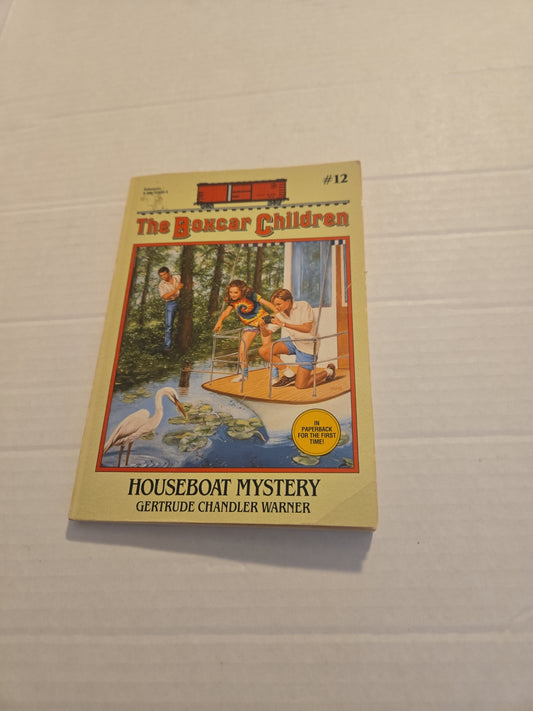 #12
The Boxcar Children
IN
PAPERBACK
FOR THE FIRST
TIME!
HOUSEBOAT MYSTERY
GERTRUDE CHANDLER WARNER